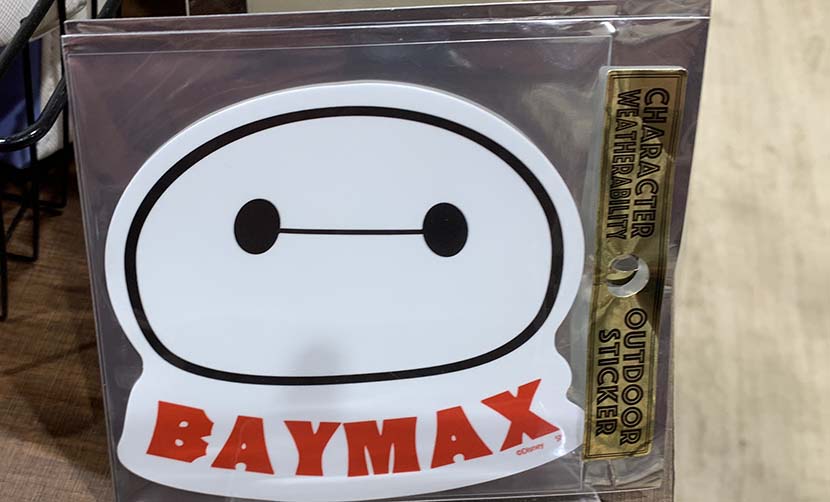 BAYMAX
©Disney
CHARACTER
WEATHERABILITY
OUTDOOR
STICKER